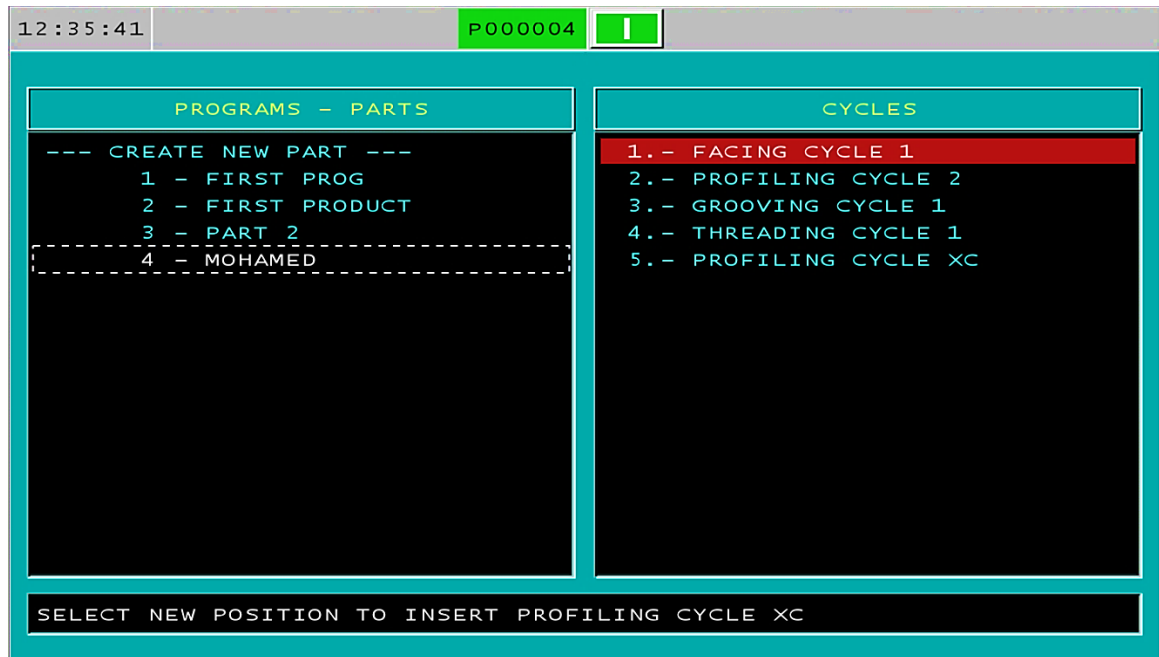 12:35:41
P000004
PROGRAMS - PARTS
--- CREATE NEW PART ---
1 - FIRST PROG
2 - FIRST PRODUCT
3 - PART 2
4 - MOHAMED
CYCLES
1.- FACING CYCLE 1
2.- PROFILING CYCLE 2
3.- GROOVING CYCLE 1
4.- THREADING CYCLE 1
5.- PROFILING CYCLE XC
SELECT NEW POSITION TO INSERT PROFILING CYCLE XC